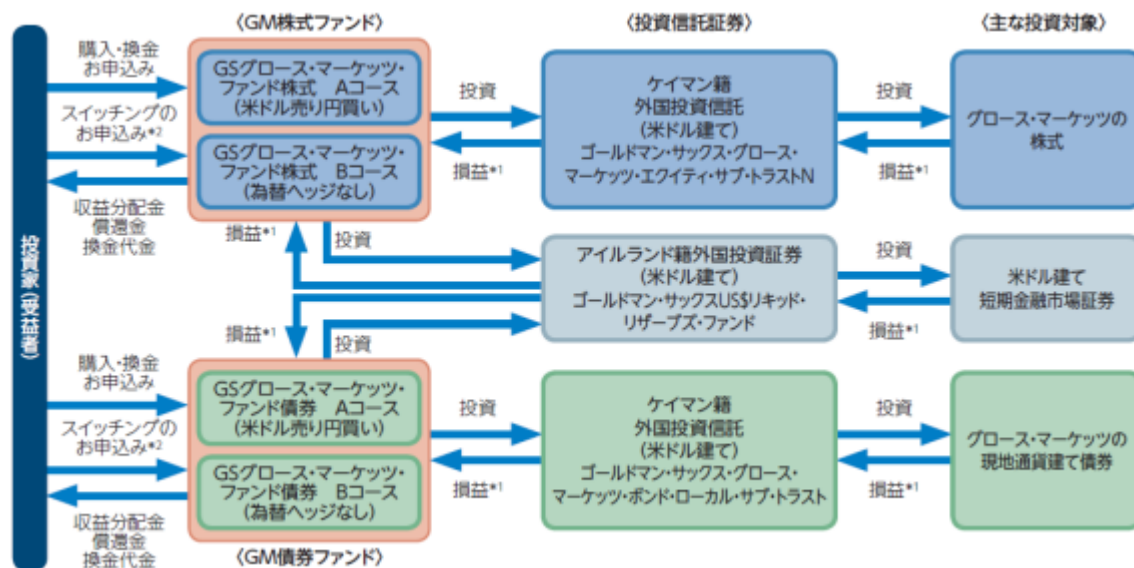 〈GM株式ファンド〉
〈投資信託証券〉
〈主な投資対象〉
投資家(受益者)
購入・換金
お申込み
スイッチングの
お申込み*2
収益分配金
償還金
換金代金
GSグロース・マーケッツ・
ファンド株式 Aコース
(米ドル売り円買い)
GSグロース・マーケッツ・
ファンド株式 Bコース
(為替ヘッジなし)
投資
損益*1
ケイマン籍
外国投資信託
(米ドル建て)
ゴールドマン・サックス・グロース・
マーケッツ・エクイティ・サブ・トラストN
投資
損益*1
グロース・マーケッツの
株式
損益*1
投資
アイルランド籍外国投資証券
(米ドル建て)
ゴールドマン・サックスUS$リキッド・
リザーブズ・ファンド
投資
損益*1
米ドル建て
短期金融市場証券
損益*1
投資
購入・換金
お申込み
スイッチングの
お申込み*2
収益分配金
償還金
換金代金
GSグロース・マーケッツ・
ファンド債券 Aコース
(米ドル売り円買い)
GSグロース・マーケッツ・
ファンド債券 Bコース
(為替ヘッジなし)
〈GM債券ファンド〉
投資
損益*1
ケイマン籍
外国投資信託
(米ドル建て)
ゴールドマン・サックス・グロース・
マーケッツ・ボンド・ローカル・サブ・トラスト
投資
損益*1
グロース・マーケッツの
現地通貨建て債券